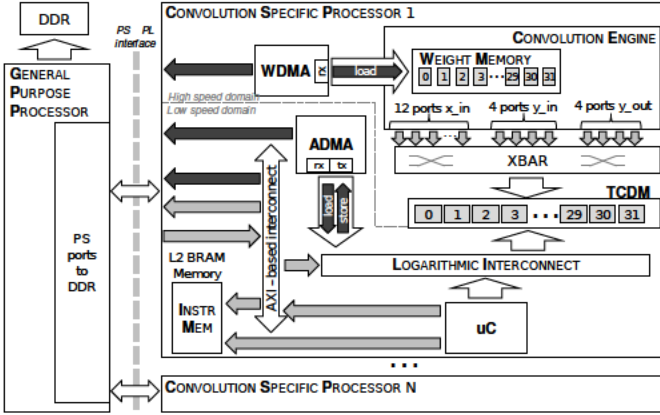 DDR
PS PL
interface
GENERAL
PURPOSE
PROCESSOR
PS
ports
to
DDR
CONVOLUTION SPECIFIC PROCESSOR 1
CONVOLUTION ENGINE
WEIGHT MEMORY
0 1 2 3 ··· 29 30 31
WDMA
rx
load
High speed domain
Low speed domain
12 ports x_in
4 ports y_in
4 ports y_out
XBAR
ADMA
rx tx
load
store
TCDM
0 1 2 3 ... 29 30 31
AXI-based interconnect
LOGARITHMIC INTERCONNECT
L2 BRAM
Memory
INSTR
MEM
uC
...
CONVOLUTION SPECIFIC PROCESSOR N